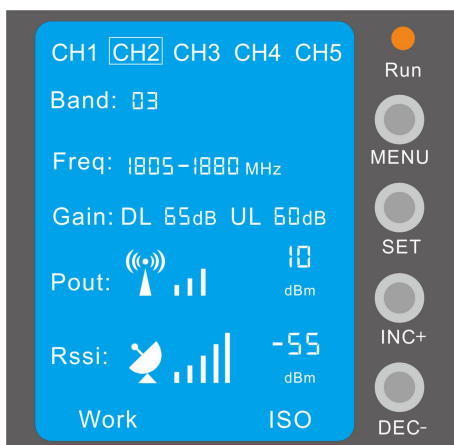 CH1 CH2 CH3 CH4 CH5
Run
Band: 03
MENU
Freq: 1805-1880 MHz
Gain: DL 65dB UL 60dB
SET
Pout: 10
dBm
INC+
Rssi: -55
dBm
Work ISO
DEC-